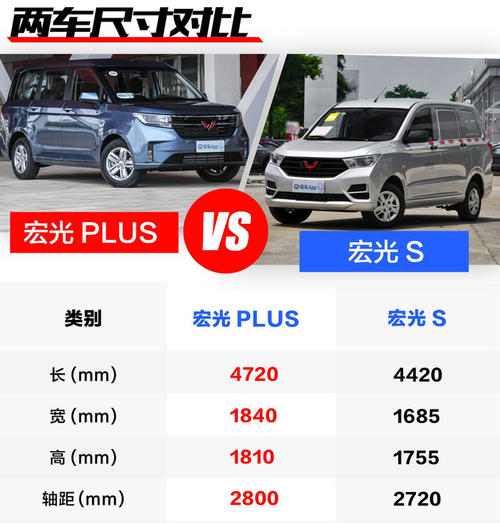 两车尺寸对比
宏光 PLUS
VS
宏光 S
类别 宏光 PLUS 宏光 S
长 (mm) 4720 4420
宽 (mm) 1840 1685
高 (mm) 1810 1755
轴距 (mm) 2800 2720